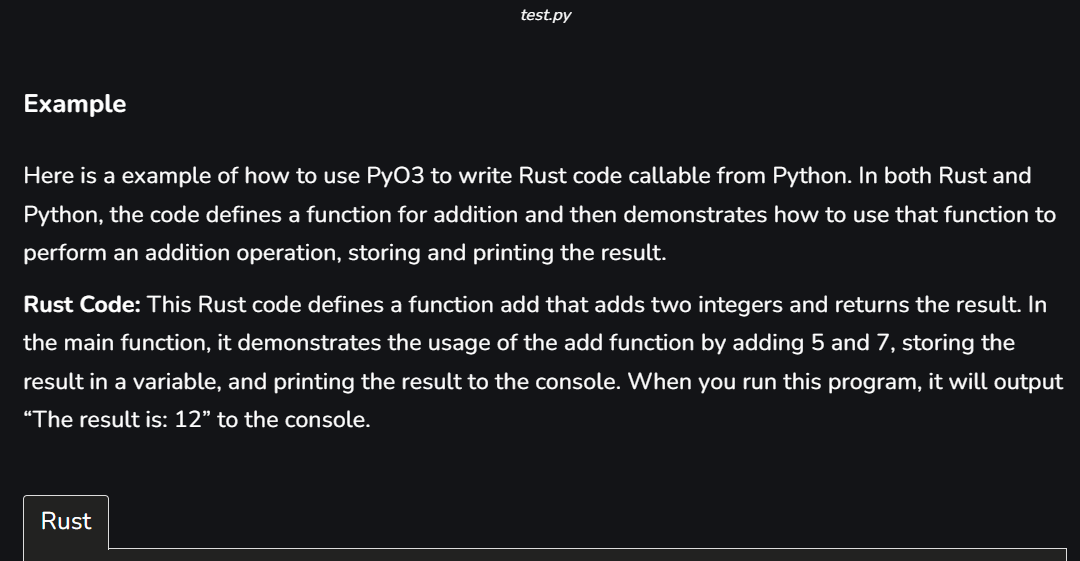 test.py
Example
Here is a example of how to use PyO3 to write Rust code callable from Python. In both Rust and
Python, the code defines a function for addition and then demonstrates how to use that function to
perform an addition operation, storing and printing the result.
Rust Code: This Rust code defines a function add that adds two integers and returns the result. In
the main function, it demonstrates the usage of the add function by adding 5 and 7, storing the
result in a variable, and printing the result to the console. When you run this program, it will output
“The result is: 12” to the console.
Rust